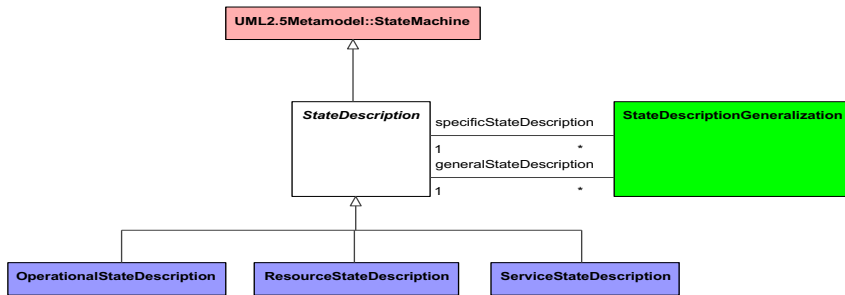 UML2.5Metamodel::StateMachine
StateDescription
specificStateDescription
StateDescriptionGeneralization
1 *
generalStateDescription
1 *
OperationalStateDescription
ResourceStateDescription
ServiceStateDescription